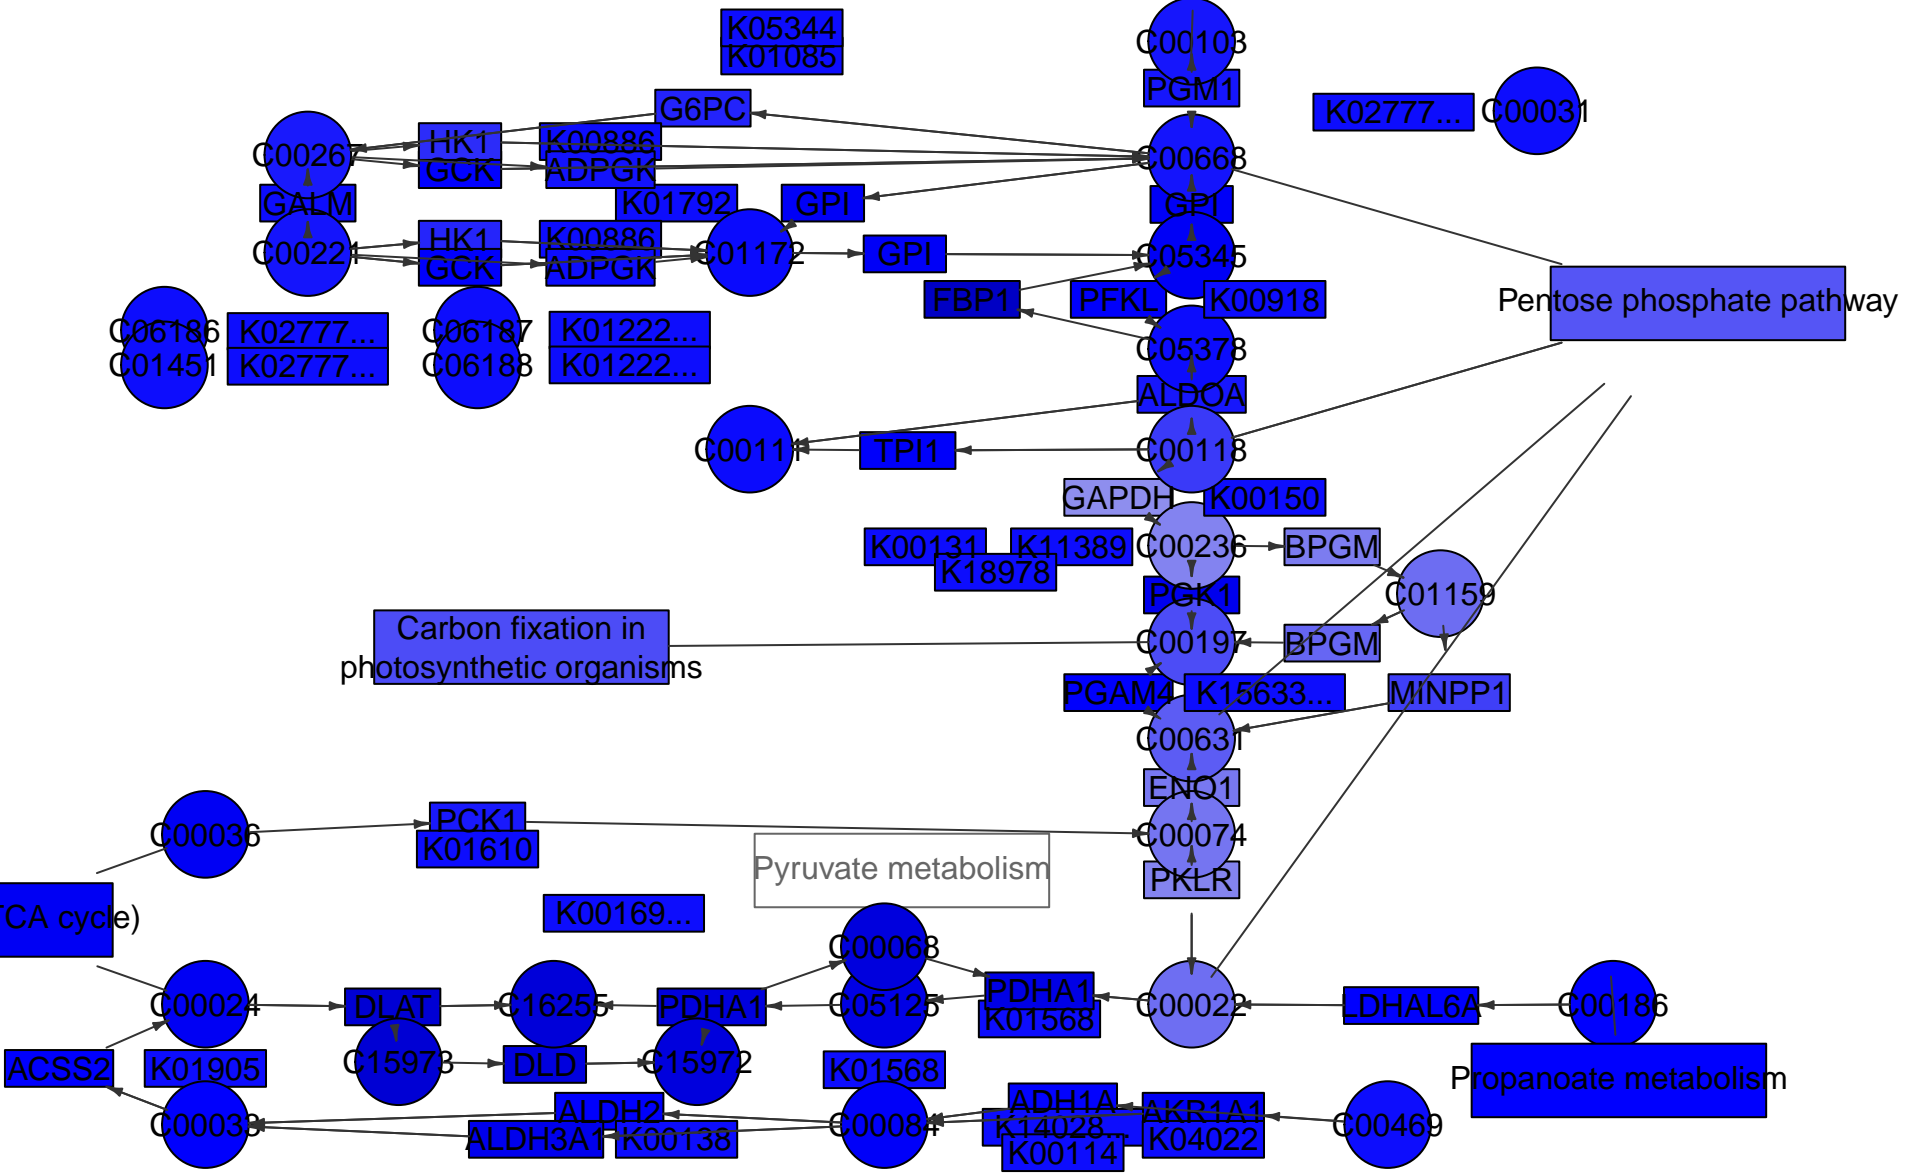 K05344
K01085
C00103
PGM1
K02777...
C00031
G6PC
HK1
K00886
C00267
GCK
ADPGK
C00668
GALM
K01792
GPI
GPI
HK1
K00886
C00221
GCK
ADPGK
C01172
GPI
C05345
FBP1
PFKL
K00918
Pentose phosphate pathway
C06186
K02777...
C06187
K01222...
C05378
C01451
K02777...
C06188
K01222...
ALDOA
C00111
TPI1
C00118
GAPDH
K00150
K00131
K11389
C00236
BPGM
K18978
PGK1
C01159
Carbon fixation in
photosynthetic organisms
C00197
BPGM
PGAM4
K15633...
MINPP1
C00631
ENO1
C00036
PCK1
K01610
C00074
Pyruvate metabolism
PKLR
TCA cycle)
K00169...
C00068
C00024
DLAT
C16255
PDHA1
C05125
PDHA1
K01568
C00022
LDHAL6A
C00186
ACSS2
K01905
C15973
DLD
C15972
K01568
Propanoate metabolism
C00033
ALDH2
ALDH3A1
K00138
C00084
ADH1A
K14028...
K00114
AKR1A1
K04022
C00469